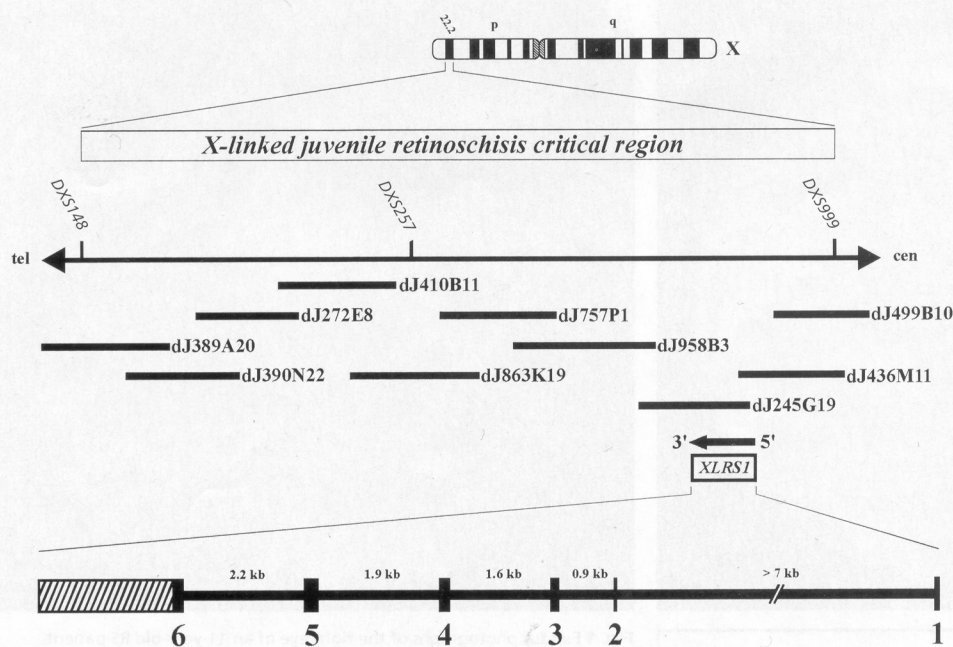 22.2 p q X
X-linked juvenile retinoschisis critical region
DXS148 DXS257 DXS999
tel cen
dJ410B11
dJ272E8 dJ757P1 dJ499B10
dJ389A20 dJ958B3
dJ390N22 dJ863K19 dJ436M11
dJ245G19
3' 5'
XLRS1
2.2 kb 1.9 kb 1.6 kb 0.9 kb > 7 kb
6 5 4 3 2 1